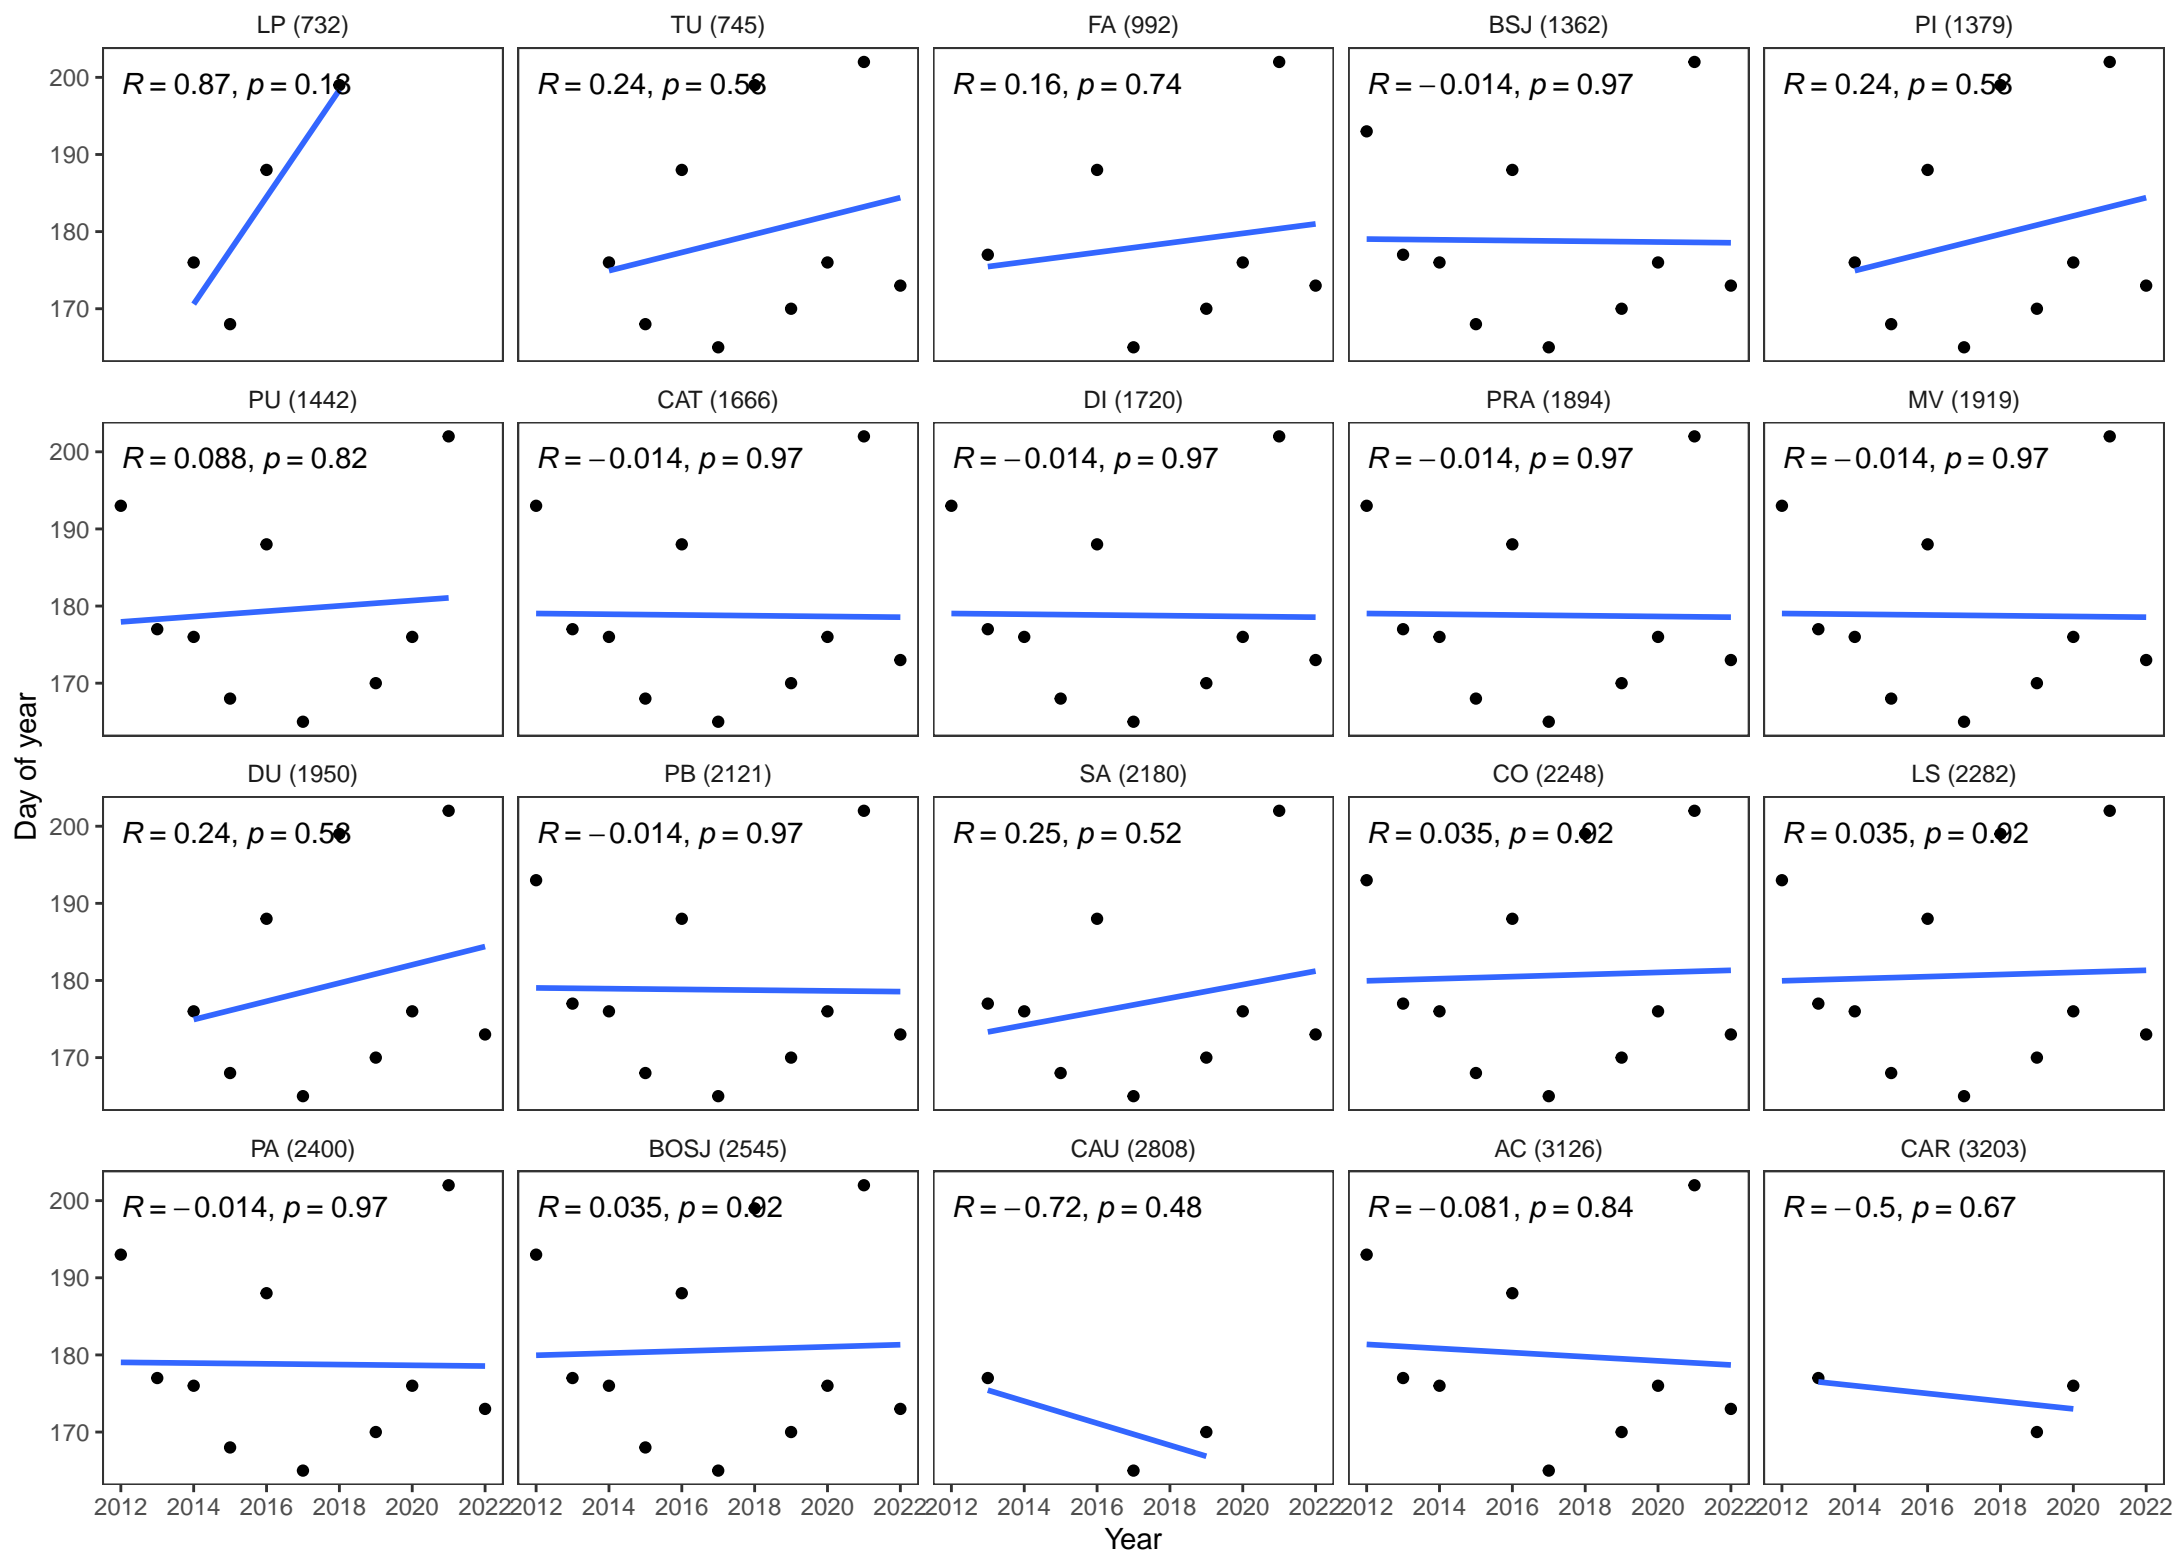 LP (732) TU (745) FA (992) BSJ (1362) PI (1379)
R = 0.87, p = 0.13 R = 0.24, p = 0.58 R = 0.16, p = 0.74 R = −0.014, p = 0.97 R = 0.24, p = 0.58
200
190
180
170
PU (1442) CAT (1666) DI (1720) PRA (1894) MV (1919)
R = 0.088, p = 0.82 R = −0.014, p = 0.97 R = −0.014, p = 0.97 R = −0.014, p = 0.97 R = −0.014, p = 0.97
200
190
180
170
Day of year
DU (1950) PB (2121) SA (2180) CO (2248) LS (2282)
R = 0.24, p = 0.58 R = −0.014, p = 0.97 R = 0.25, p = 0.52 R = 0.035, p = 0.92 R = 0.035, p = 0.92
200
190
180
170
PA (2400) BOSJ (2545) CAU (2808) AC (3126) CAR (3203)
R = −0.014, p = 0.97 R = 0.035, p = 0.92 R = −0.72, p = 0.48 R = −0.081, p = 0.84 R = −0.5, p = 0.67
200
190
180
170
2012 2014 2016 2018 2020 2022 2012 2014 2016 2018 2020 2022 2012 2014 2016 2018 2020 2022 2012 2014 2016 2018 2020 2022 2012 2014 2016 2018 2020 2022
Year